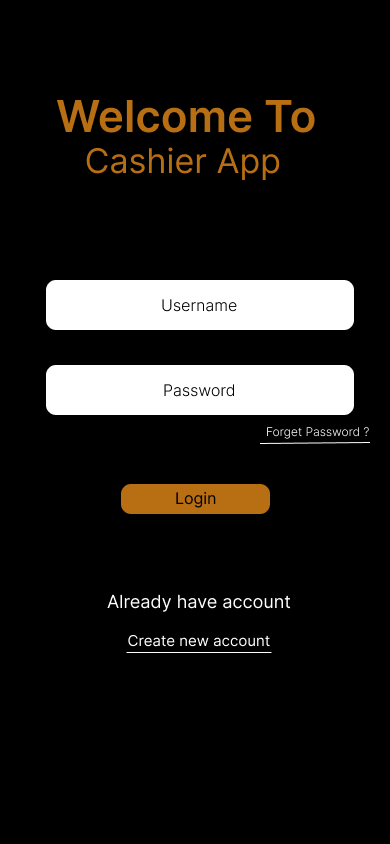 Welcome To
Cashier App
Username
Password
Forget Password ?
Login
Already have account
Create new account